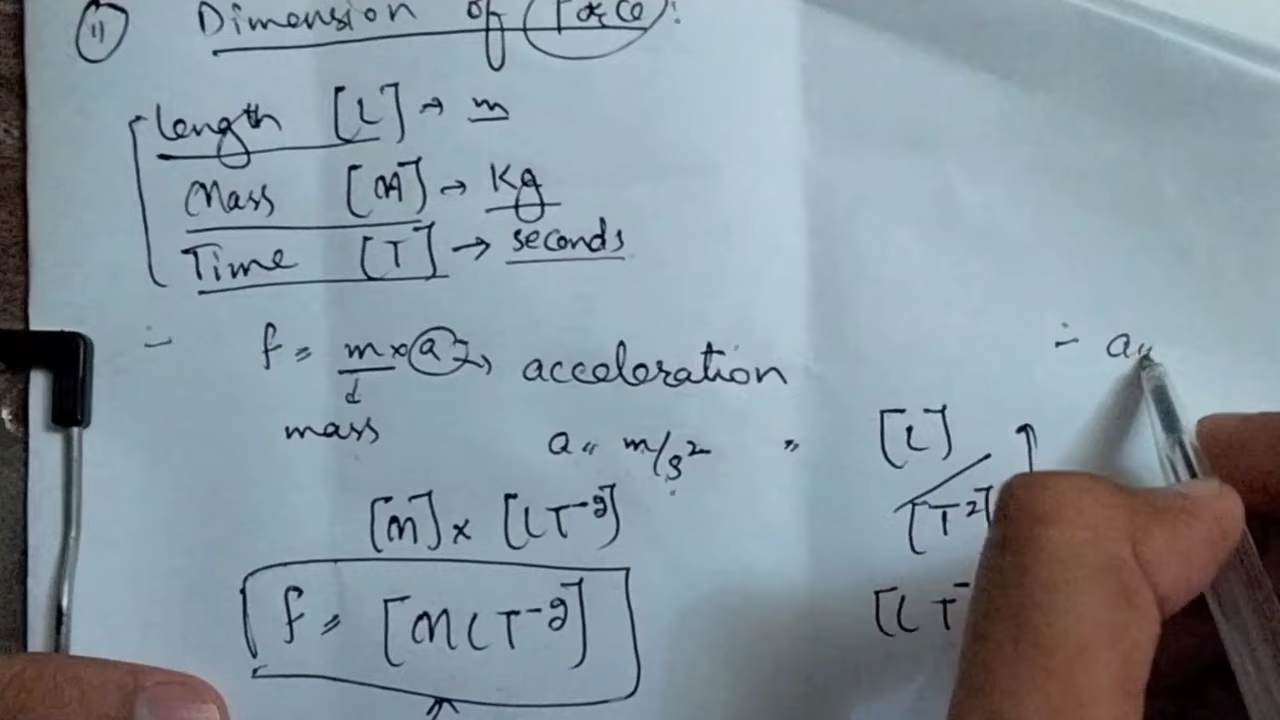 (11) Dimension of Force:
Length [L] → m
Mass [M] → Kg
Time [T] → seconds
f = m × a → acceleration
mass
a = m/s²
[L]
[T²]
[M] × [LT⁻²]
f = [MLT⁻²]
[LT⁻
a =